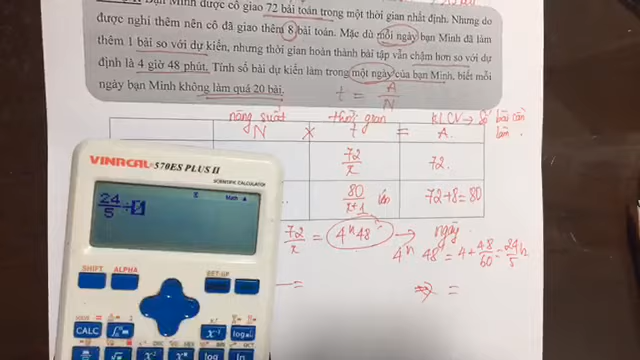 Bạn Minh được cô giao 72 bài toán trong một thời gian nhất định. Nhưng do
được nghỉ thêm nên cô đã giao thêm 8 bài toán. Mặc dù mỗi ngày bạn Minh đã làm
thêm 1 bài so với dự kiến, nhưng thời gian hoàn thành bài tập vẫn chậm hơn so với dự
định là 4 giờ 48 phút. Tính số bài dự kiến làm trong một ngày của bạn Minh, biết mỗi
ngày bạn Minh không làm quá 20 bài.
t = A/N
năng suất thời gian KLCV → Số bài cần làm.
N × t = A.
72/x 72.
80/x+1 72+8=80
72/x = 4h48' → ngày
4h 48' = 4 + 48/60 = 24/5 h
=
=
VINACAL 570ES PLUS II
SCIENTIFIC CALCULATOR
Math ▲
24/5 ÷
SHIFT ALPHA
CALC
log
ln